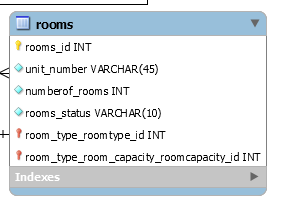 rooms
rooms_id INT
unit_number VARCHAR(45)
numberof_rooms INT
rooms_status VARCHAR(10)
room_type_roomtype_id INT
room_type_room_capacity_roomcapacity_id INT
Indexes